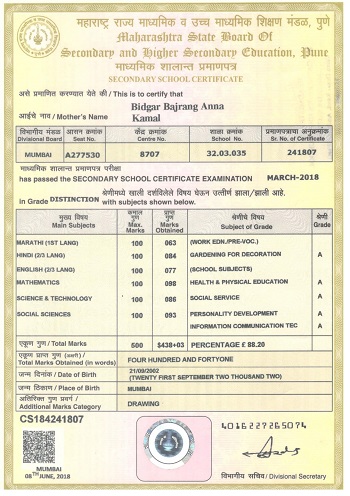 महाराष्ट्र राज्य माध्यमिक व उच्च माध्यमिक शिक्षण मंडळ, पुणे
Maharashtra State Board Of
Secondary and Higher Secondary Education, Pune
माध्यमिक शालान्त प्रमाणपत्र
SECONDARY SCHOOL CERTIFICATE
असे प्रमाणित करण्यात येते की / This is to certify that
Bidgar Bajrang Anna
आईचे नाव / Mother's Name Kamal
विभागीय मंडळ आसन क्रमांक केंद्र क्रमांक शाळा क्रमांक प्रमाणपत्राचा अनुक्रमांक
Divisional Board Seat No. Centre No. School No. Sr. No. of Certificate
MUMBAI A277530 8707 32.03.035 241807
माध्यमिक शालान्त प्रमाणपत्र परीक्षा
has passed the SECONDARY SCHOOL CERTIFICATE EXAMINATION MARCH-2018
श्रेणीमध्ये खाली दर्शविलेले विषय घेऊन उत्तीर्ण झाला/झाली आहे.
in Grade DISTINCTION with subjects shown below.
मुख्य विषय कमाल गुण प्राप्त गुण श्रेणीचे विषय श्रेणी
Main Subjects Max. Marks Marks Obtained Subject of Grade Grade
MARATHI (1ST LANG) 100 063 (WORK EDN/PRE-VOC.)
HINDI (2/3 LANG) 100 084 GARDENING FOR DECORATION A
ENGLISH (2/3 LANG) 100 077 (SCHOOL SUBJECTS)
MATHEMATICS 100 098 HEALTH & PHYSICAL EDUCATION A
SCIENCE & TECHNOLOGY 100 086 SOCIAL SERVICE A
SOCIAL SCIENCES 100 093 PERSONALITY DEVELOPMENT A
INFORMATION COMMUNICATION TEC A
एकूण गुण / Total Marks 500 $438+03 PERCENTAGE £ 88.20
एकूण प्राप्त गुण (अक्षरी) /
Total Marks Obtained (in words) FOUR HUNDRED AND FORTYONE
जन्म दिनांक / Date of Birth 21/09/2002
(TWENTY FIRST SEPTEMBER TWO THOUSAND TWO)
जन्म ठिकाण / Place of Birth MUMBAI
अतिरिक्त गुण प्रवर्ग /
Additional Marks Category DRAWING
CS184241807
4016227265074
MUMBAI
08TH JUNE, 2018
विभागीय सचिव / Divisional Secretary